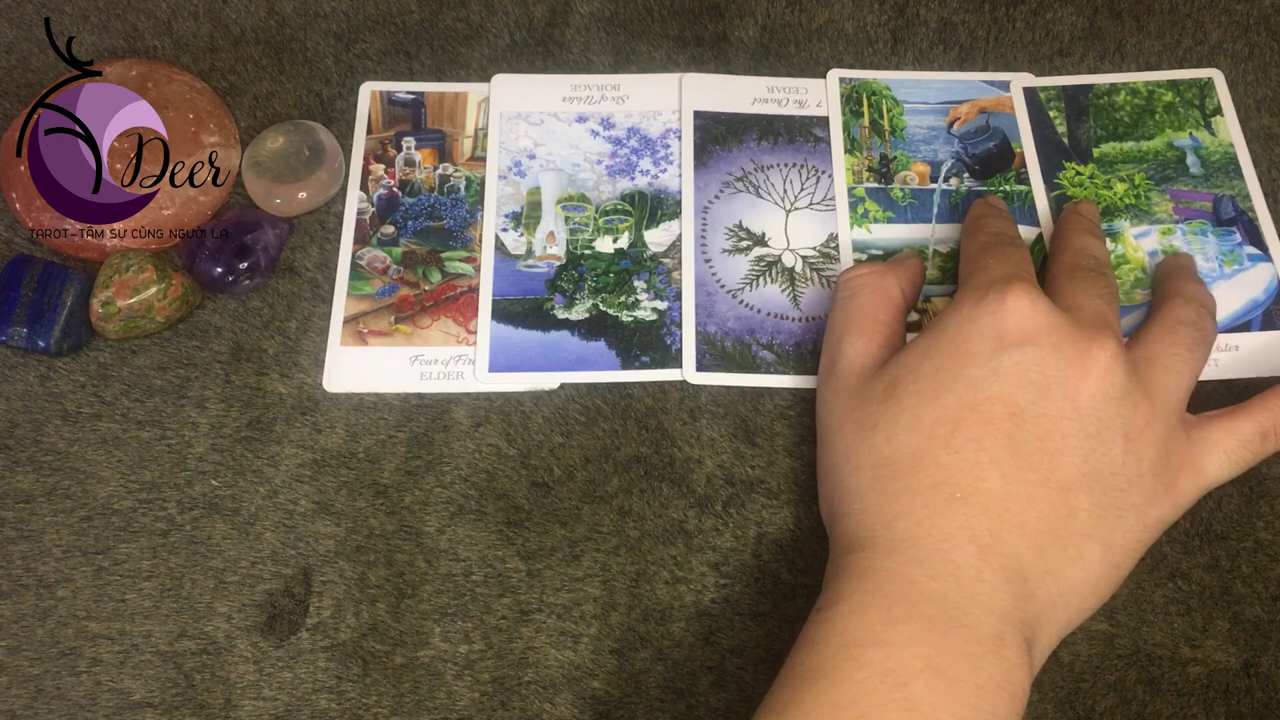 Deer
TAROT-TÂM SỰ CÙNG NGƯỜI LẠ
Four of Fire
ELDER
Six of Water
BORAGE
7 The Chariot
CEDAR